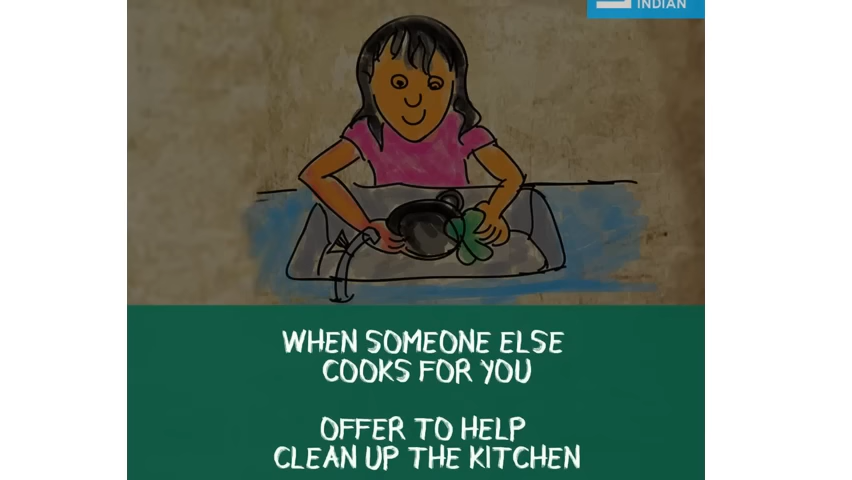 INDIAN
WHEN SOMEONE ELSE
COOKS FOR YOU
OFFER TO HELP
CLEAN UP THE KITCHEN